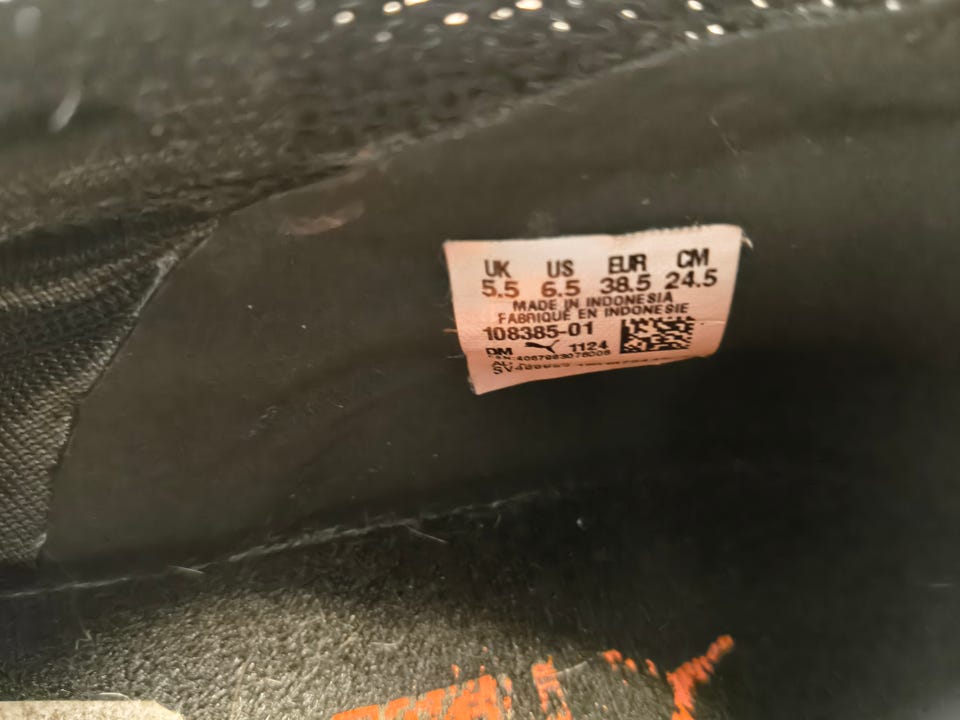 UK US EUR CM
5.5 6.5 38.5 24.5
MADE IN INDONESIA
FABRIQUÉ EN INDONESIE
108385-01
DM 1124